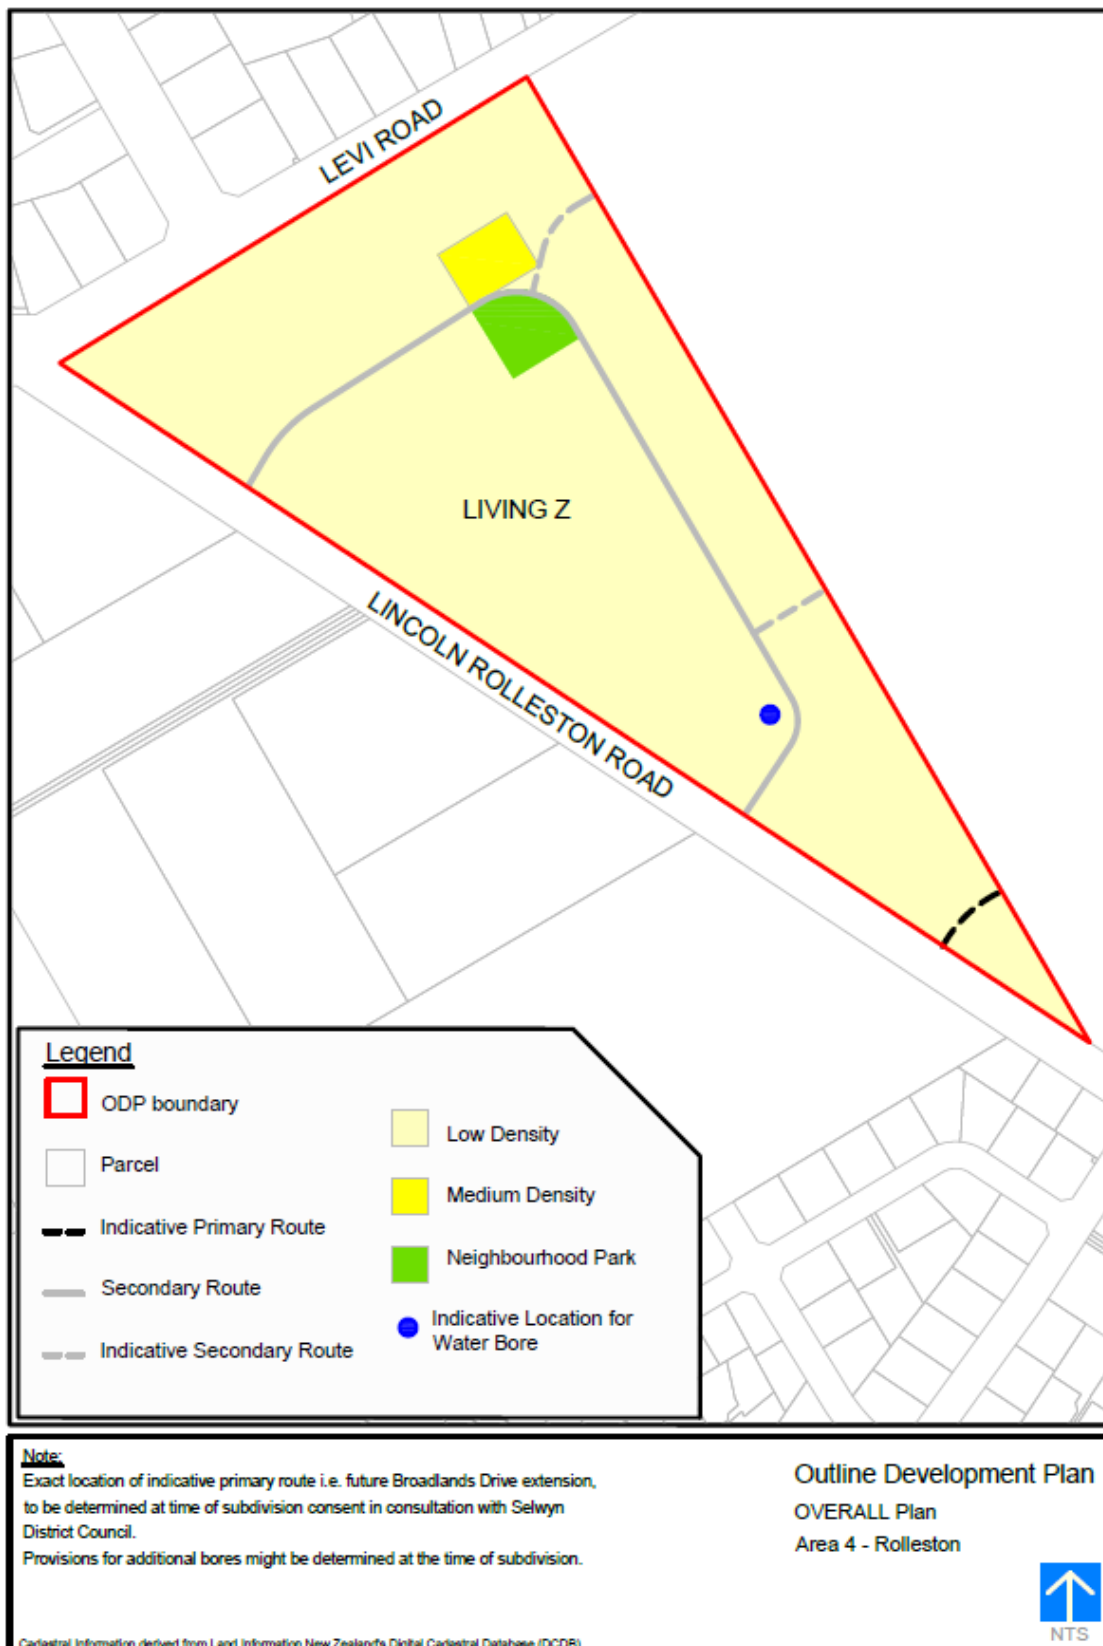 LEVI ROAD
LIVING Z
LINCOLN ROLLESTON ROAD
Legend
ODP boundary
Parcel
Indicative Primary Route
Secondary Route
Indicative Secondary Route
Low Density
Medium Density
Neighbourhood Park
Indicative Location for
Water Bore
Note:
Exact location of indicative primary route i.e. future Broadlands Drive extension,
to be determined at time of subdivision consent in consultation with Selwyn
District Council.
Provisions for additional bores might be determined at the time of subdivision.
Cadastral Information derived from Land Information New Zealand's Digital Cadastral Database (DCDB)
Outline Development Plan
OVERALL Plan
Area 4 - Rolleston
NTS